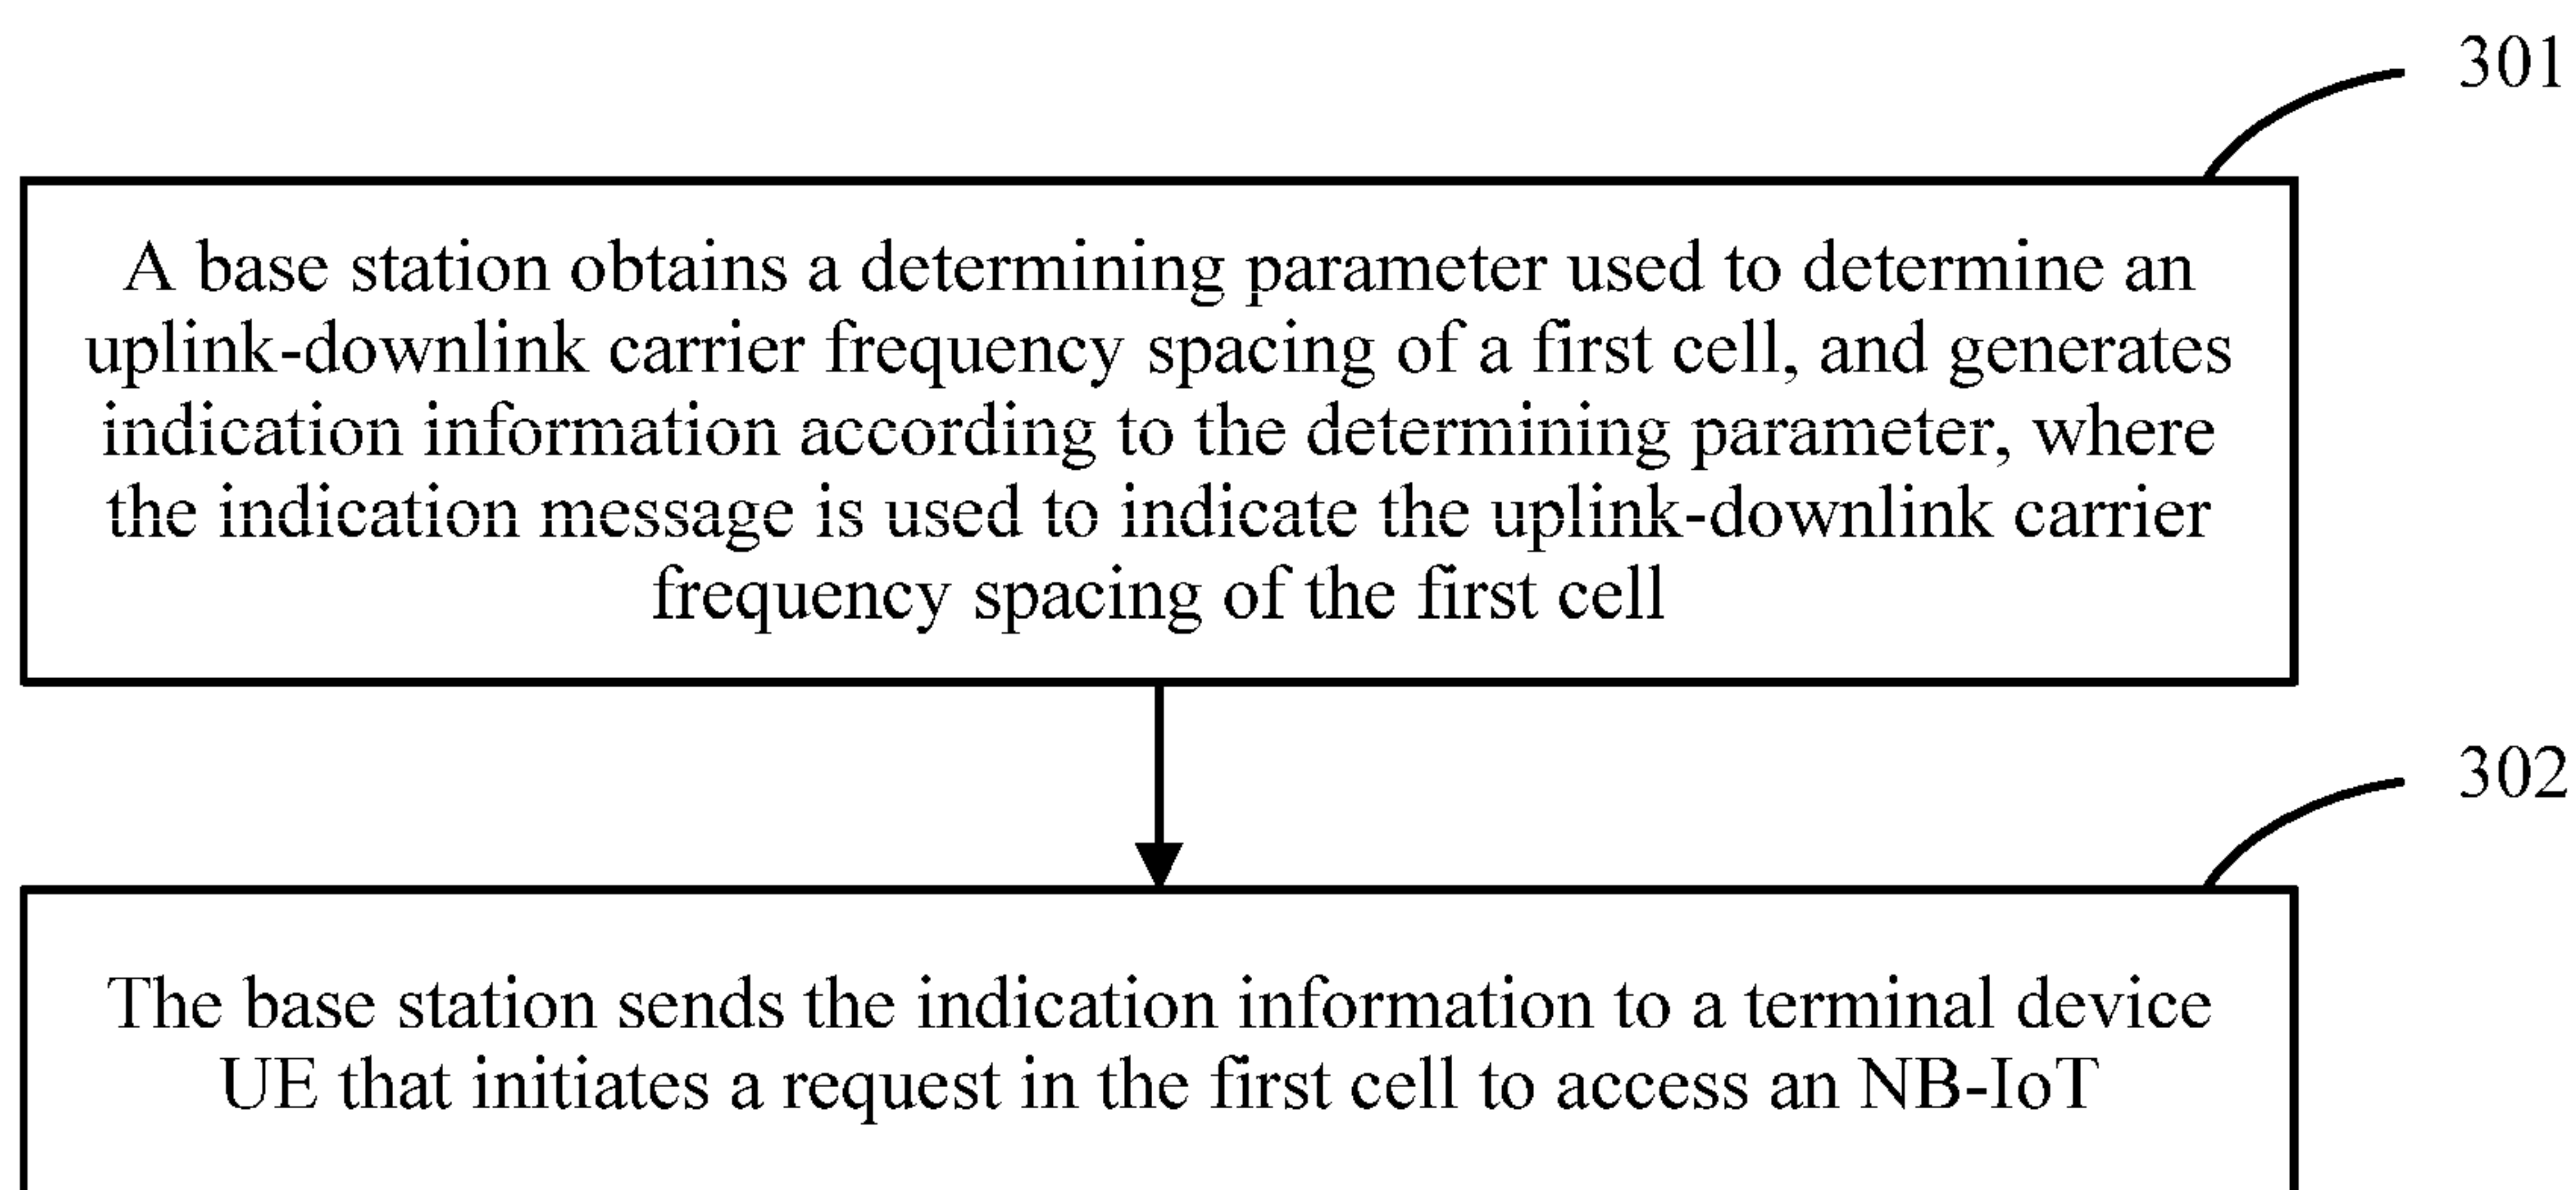 301
A base station obtains a determining parameter used to determine an
uplink-downlink carrier frequency spacing of a first cell, and generates
indication information according to the determining parameter, where
the indication message is used to indicate the uplink-downlink carrier
frequency spacing of the first cell
302
The base station sends the indication information to a terminal device
UE that initiates a request in the first cell to access an NB-IoT